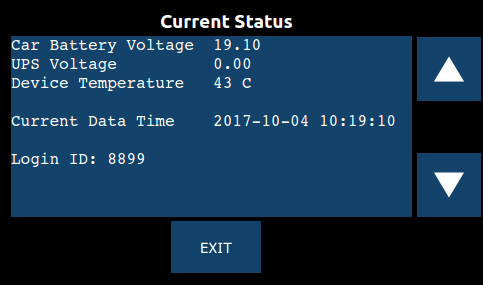 Current Status
Car Battery Voltage  19.10
UPS Voltage          0.00
Device Temperature   43 C
Current Data Time    2017-10-04 10:19:10
Login ID: 8899
EXIT